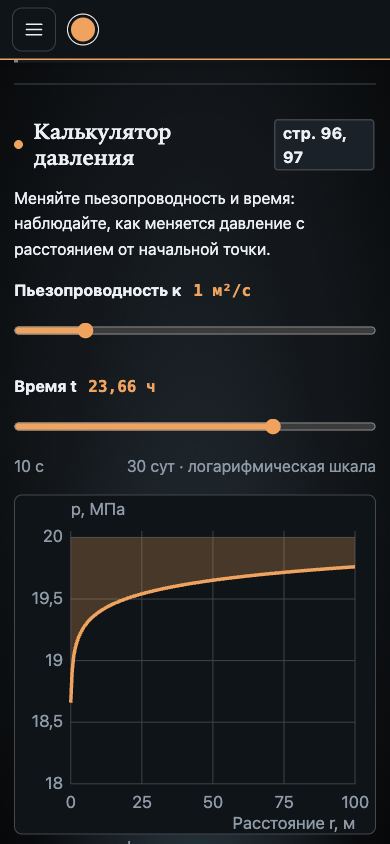 Калькулятор
давления
стр. 96,
97
Меняйте пьезопроводность и время:
наблюдайте, как меняется давление с
расстоянием от начальной точки.
Пьезопроводность κ 1 м²/с
Время t 23,66 ч
10 с 30 сут · логарифмическая шкала
p, МПа
20
19,5
19
18,5
18
0 25 50 75 100
Расстояние r, м